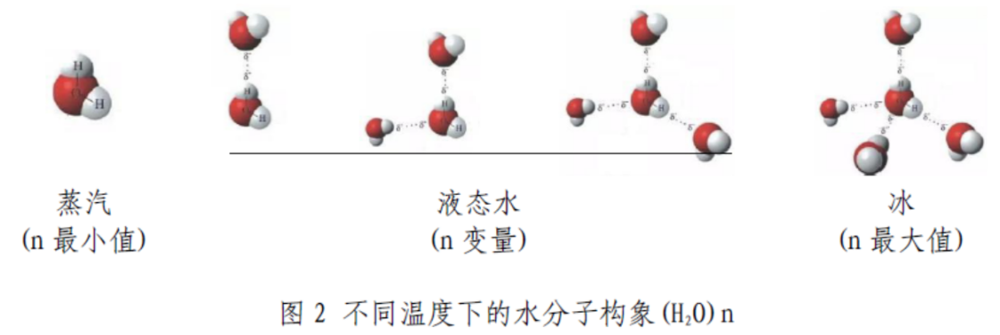 H
O
H
δ-
δ-
H
H
δ-
δ-
H
H
δ-
δ-
δ-
δ-
H
H
δ-
δ-
δ-
δ-
δ-
δ-
H
H
δ-
δ-
δ-
δ-
δ-
δ-
δ-
蒸汽
液态水
冰
(n 最小值)
(n 变量)
(n 最大值)
图 2 不同温度下的水分子构象(H₂O)n